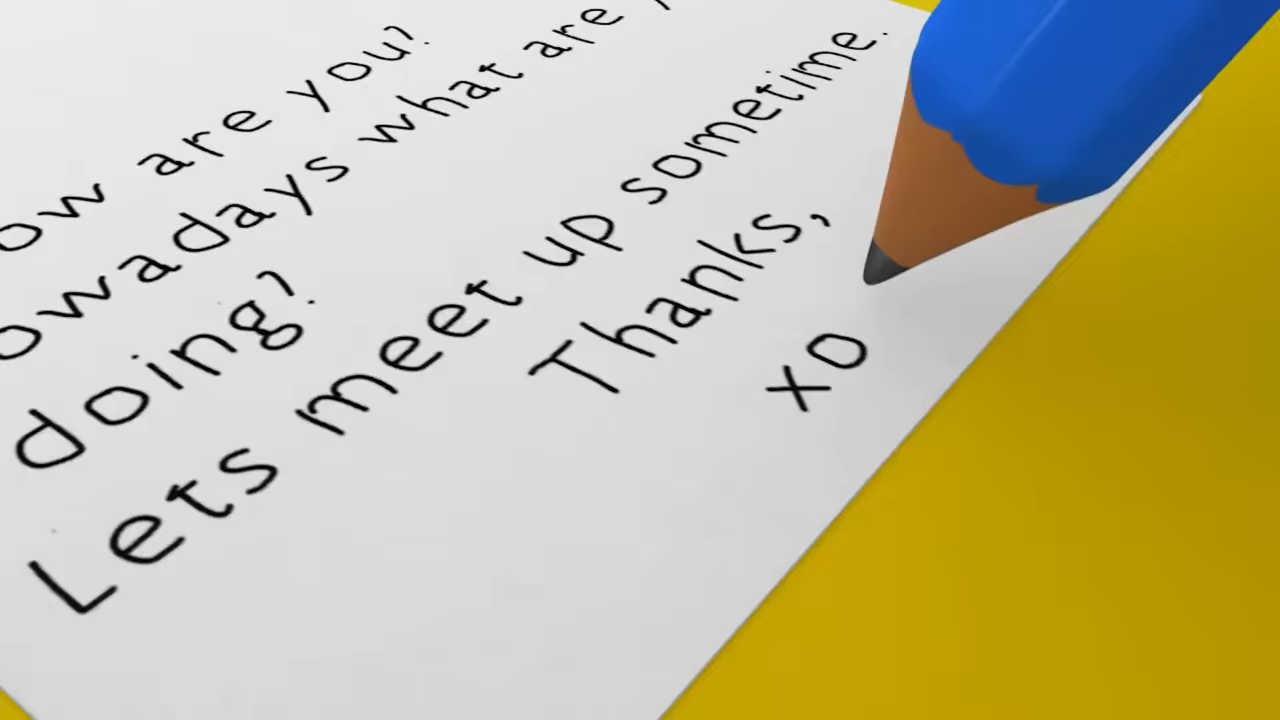 ow are you?
owadays what are
doing?
Lets meet up sometime.
Thanks,
xo